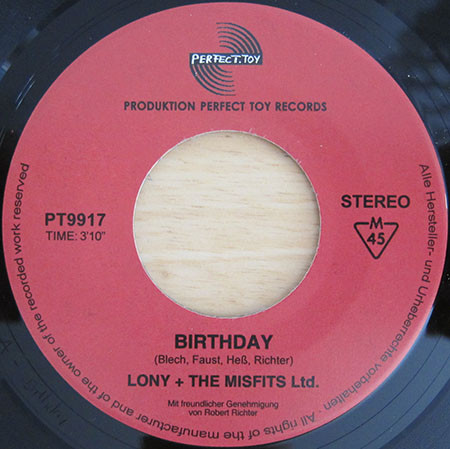 PERFECT.TOY
PRODUKTION PERFECT TOY RECORDS
PT9917
TIME: 3'10"
STEREO
M
45
BIRTHDAY
(Blech, Faust, Heß, Richter)
LONY + THE MISFITS Ltd.
Mit freundlicher Genehmigung
von Robert Richter
Alle Hersteller- und Urheberrechte vorbehalten. All rights of the manufacturer and of the owner of the recorded work reserved